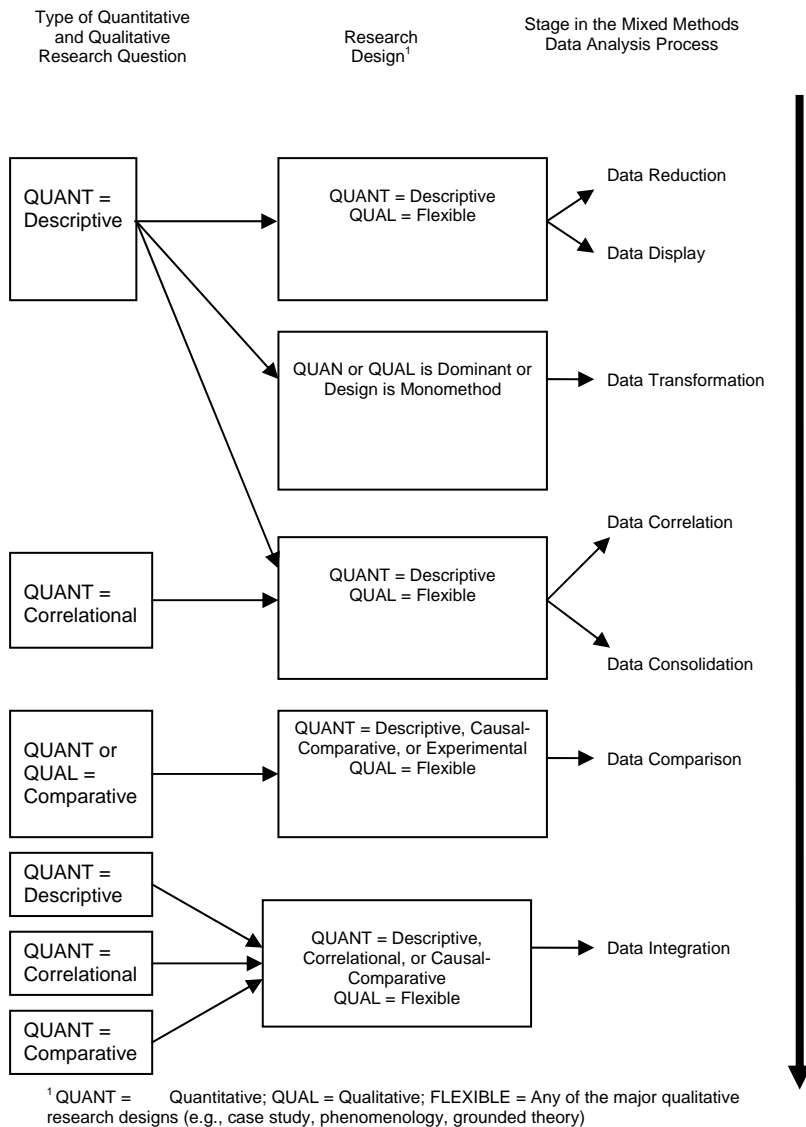 Type of Quantitative
and Qualitative
Research Question
Research
Design¹
Stage in the Mixed Methods
Data Analysis Process
QUANT =
Descriptive
QUANT = Descriptive
QUAL = Flexible
Data Reduction
Data Display
QUAN or QUAL is Dominant or
Design is Monomethod
Data Transformation
QUANT =
Correlational
QUANT = Descriptive
QUAL = Flexible
Data Correlation
Data Consolidation
QUANT or
QUAL =
Comparative
QUANT = Descriptive, Causal-
Comparative, or Experimental
QUAL = Flexible
Data Comparison
QUANT =
Descriptive
QUANT =
Correlational
QUANT =
Comparative
QUANT = Descriptive,
Correlational, or Causal-
Comparative
QUAL = Flexible
Data Integration
¹ QUANT = Quantitative; QUAL = Qualitative; FLEXIBLE = Any of the major qualitative
research designs (e.g., case study, phenomenology, grounded theory)